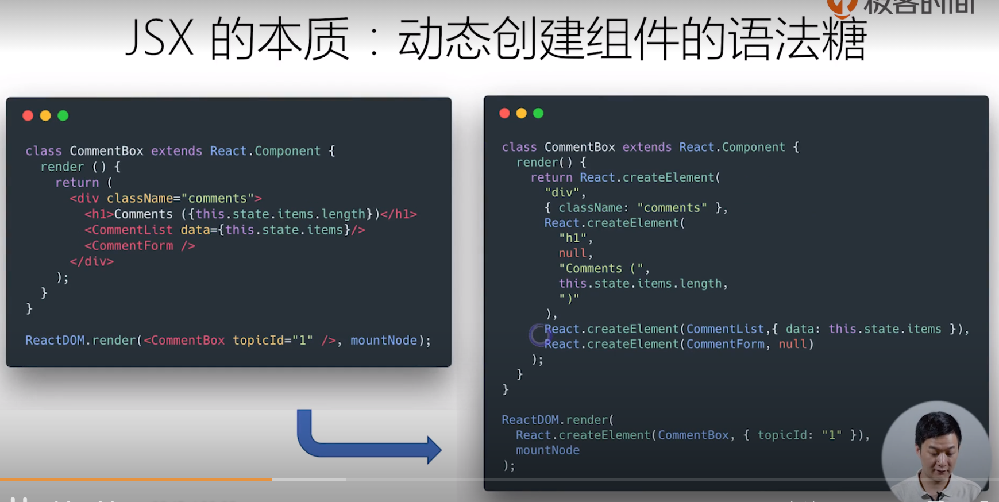 极客时间
JSX 的本质：动态创建组件的语法糖
class CommentBox extends React.Component {
render () {
return (
<div className="comments">
<h1>Comments ({this.state.items.length})</h1>
<CommentList data={this.state.items}/>
<CommentForm />
</div>
);
}
}
ReactDOM.render(<CommentBox topicId="1" />, mountNode);
class CommentBox extends React.Component {
render() {
return React.createElement(
"div",
{ className: "comments" },
React.createElement(
"h1",
null,
"Comments (",
this.state.items.length,
")"
),
React.createElement(CommentList,{ data: this.state.items }),
React.createElement(CommentForm, null)
);
}
}
ReactDOM.render(
React.createElement(CommentBox, { topicId: "1" }),
mountNode
);